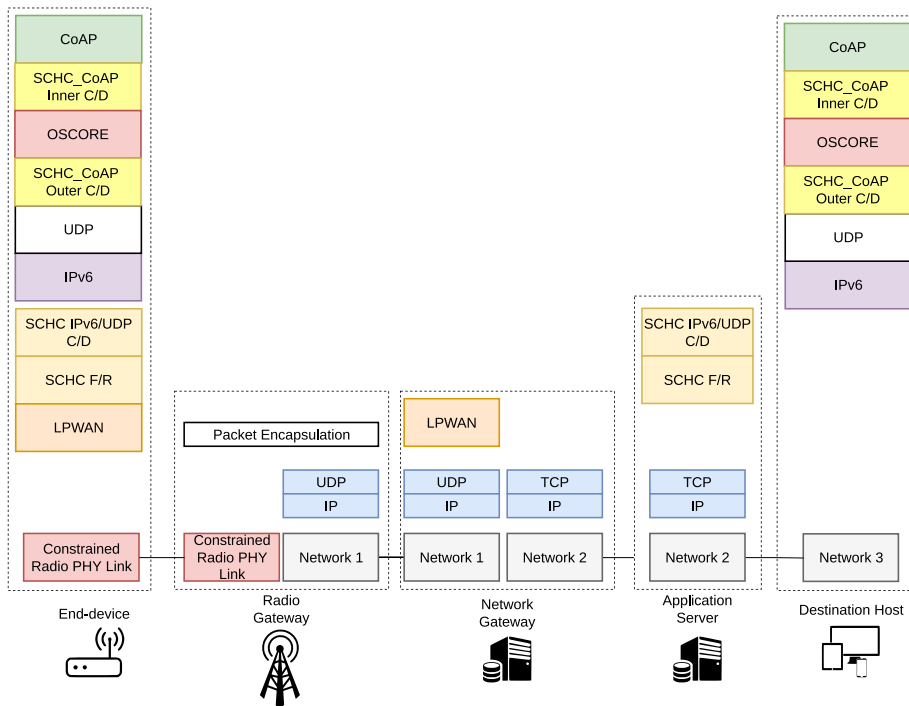 CoAP
SCHC_CoAP
Inner C/D
OSCORE
SCHC_CoAP
Outer C/D
UDP
IPv6
SCHC IPv6/UDP
C/D
SCHC F/R
LPWAN
Constrained
Radio PHY Link
End-device
Packet Encapsulation
UDP
IP
Constrained
Radio PHY
Link
Network 1
Radio
Gateway
LPWAN
UDP
IP
TCP
IP
Network 1
Network 2
Network
Gateway
SCHC IPv6/UDP
C/D
SCHC F/R
TCP
IP
Network 2
Application
Server
CoAP
SCHC_CoAP
Inner C/D
OSCORE
SCHC_CoAP
Outer C/D
UDP
IPv6
Network 3
Destination Host